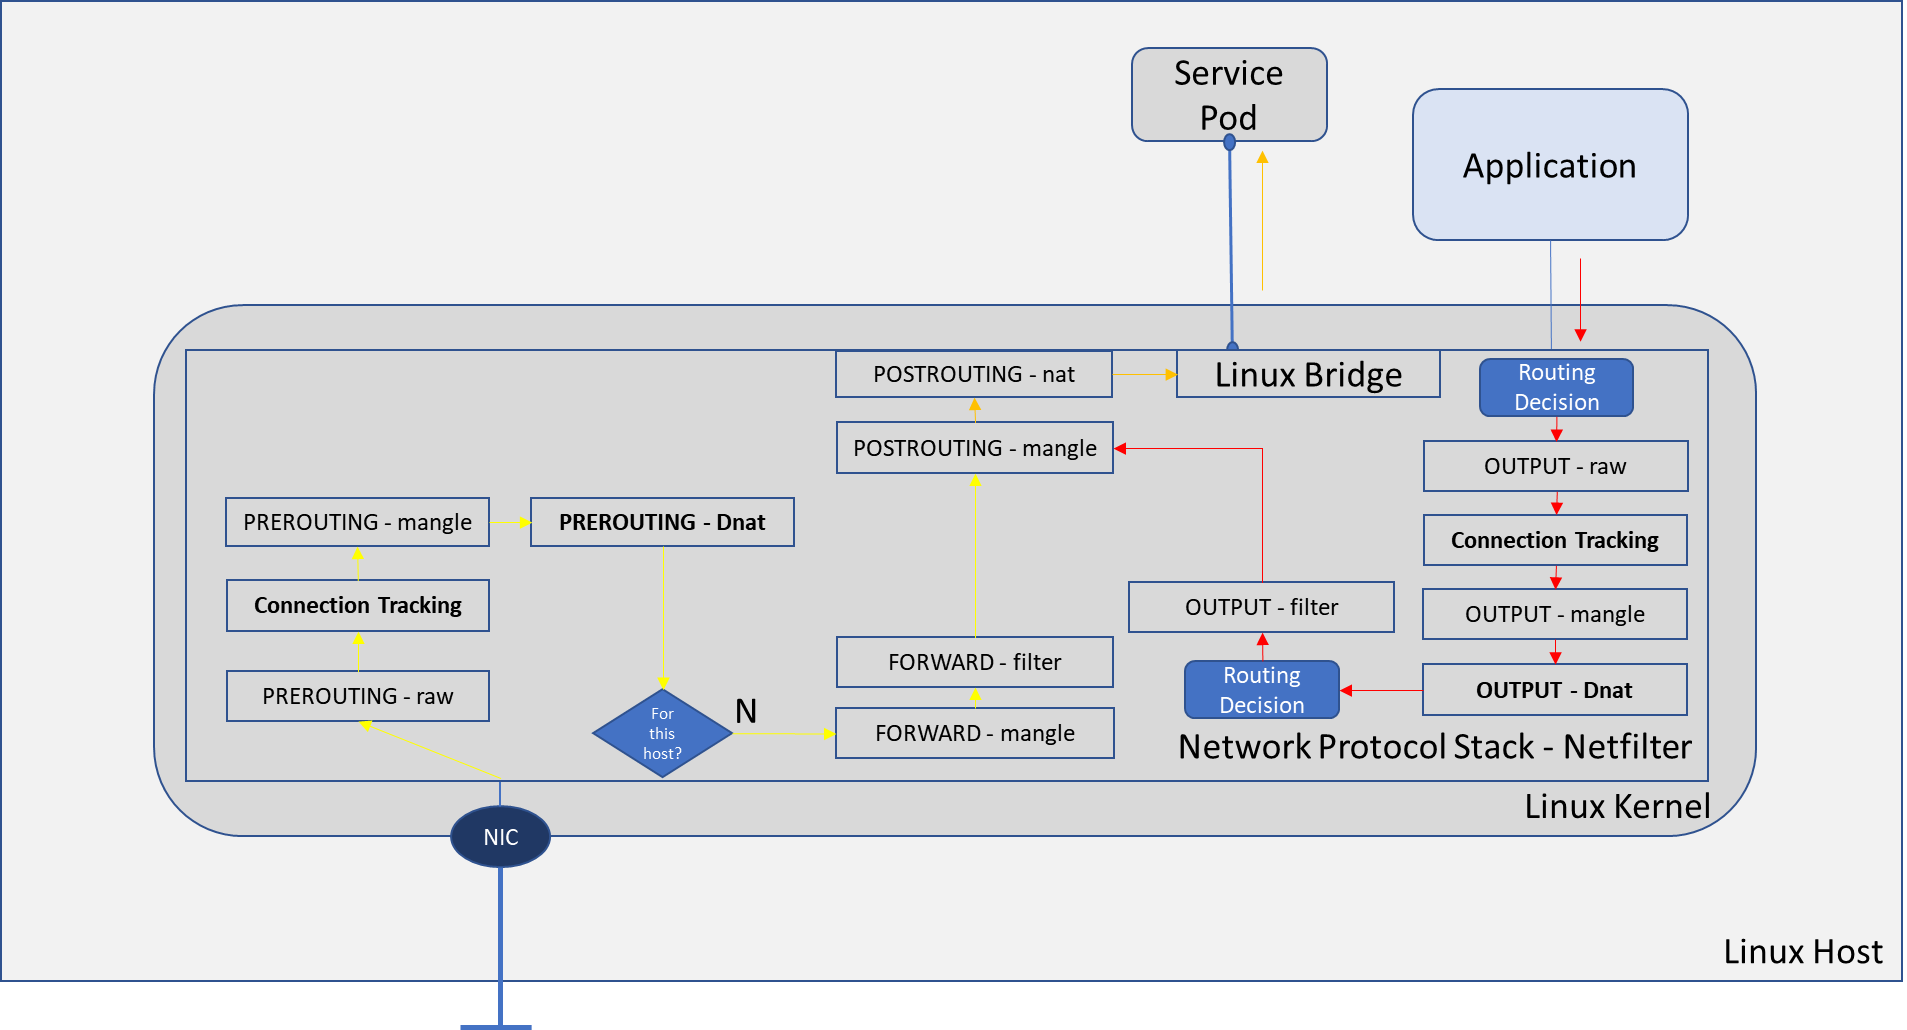 Service
Pod
Application
POSTROUTING - nat
Linux Bridge
Routing
Decision
POSTROUTING - mangle
OUTPUT - raw
PREROUTING - mangle
PREROUTING - Dnat
Connection Tracking
Connection Tracking
OUTPUT - filter
OUTPUT - mangle
FORWARD - filter
Routing
Decision
OUTPUT - Dnat
PREROUTING - raw
For
this
host?
N
FORWARD - mangle
Network Protocol Stack - Netfilter
Linux Kernel
NIC
Linux Host